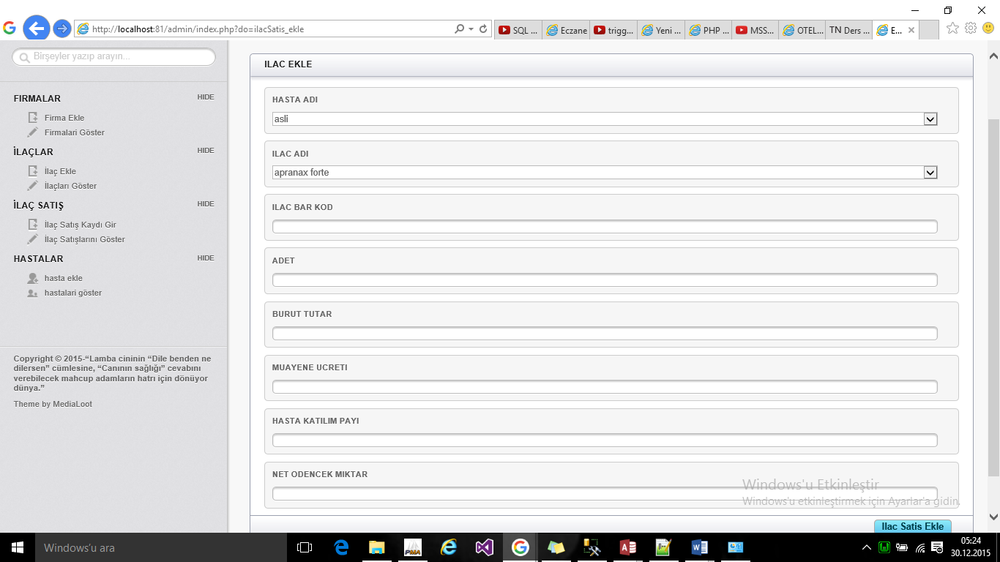 http://localhost:81/admin/index.php?do=ilacSatis_ekle
SQL ...
Eczane
trigg...
Yeni ...
PHP ...
MSS...
OTEL...
TN Ders ...
E...
Birşeyler yazıp arayın...
FIRMALAR
HIDE
Firma Ekle
Firmalari Göster
İLAÇLAR
HIDE
İlaç Ekle
İlaçları Göster
İLAÇ SATIŞ
HIDE
İlaç Satış Kaydı Gir
İlaç Satışlarını Göster
HASTALAR
HIDE
hasta ekle
hastalari göster
Copyright © 2015-“Lamba cininin “Dile benden ne
dilersen” cümlesine, “Canının sağlığı” cevabını
verebilecek mahcup adamların hatrı için dönüyor
dünya.”
Theme by MediaLoot
ILAC EKLE
HASTA ADI
asli
ILAC ADI
apranax forte
ILAC BAR KOD
ADET
BURUT TUTAR
MUAYENE UCRETI
HASTA KATILIM PAYI
NET ODENCEK MIKTAR
Windows'u Etkinleştir
Windows'u etkinleştirmek için Ayarlar'a gidin.
Ilac Satis Ekle
Windows'u ara
PMA
05:24
30.12.2015